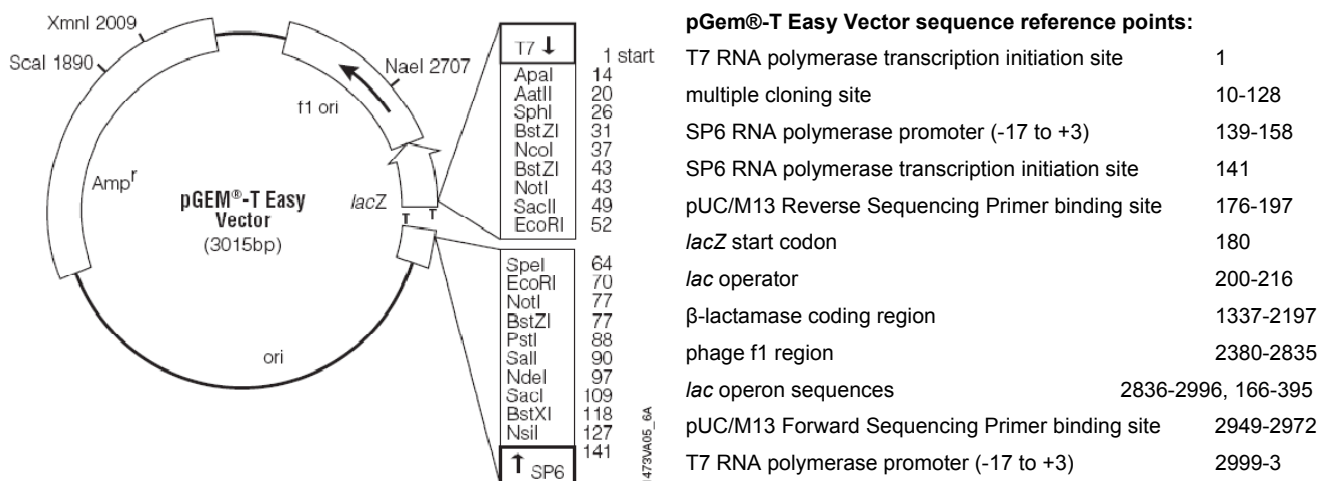 XmnI 2009
ScaI 1890
NaeI 2707
f1 ori
Ampr
pGEM®-T Easy
Vector
(3015bp)
lacZ
T T
ori
T7 ↓
1 start
ApaI 14
AatII 20
SphI 26
BstZI 31
NcoI 37
BstZI 43
NotI 43
SacII 49
EcoRI 52
SpeI 64
EcoRI 70
NotI 77
BstZI 77
PstI 88
SalI 90
NdeI 97
SacI 109
BstXI 118
NsiI 127
141
↑ SP6
1473VA05_6A
pGem®-T Easy Vector sequence reference points:
T7 RNA polymerase transcription initiation site 1
multiple cloning site 10-128
SP6 RNA polymerase promoter (-17 to +3) 139-158
SP6 RNA polymerase transcription initiation site 141
pUC/M13 Reverse Sequencing Primer binding site 176-197
lacZ start codon 180
lac operator 200-216
β-lactamase coding region 1337-2197
phage f1 region 2380-2835
lac operon sequences 2836-2996, 166-395
pUC/M13 Forward Sequencing Primer binding site 2949-2972
T7 RNA polymerase promoter (-17 to +3) 2999-3